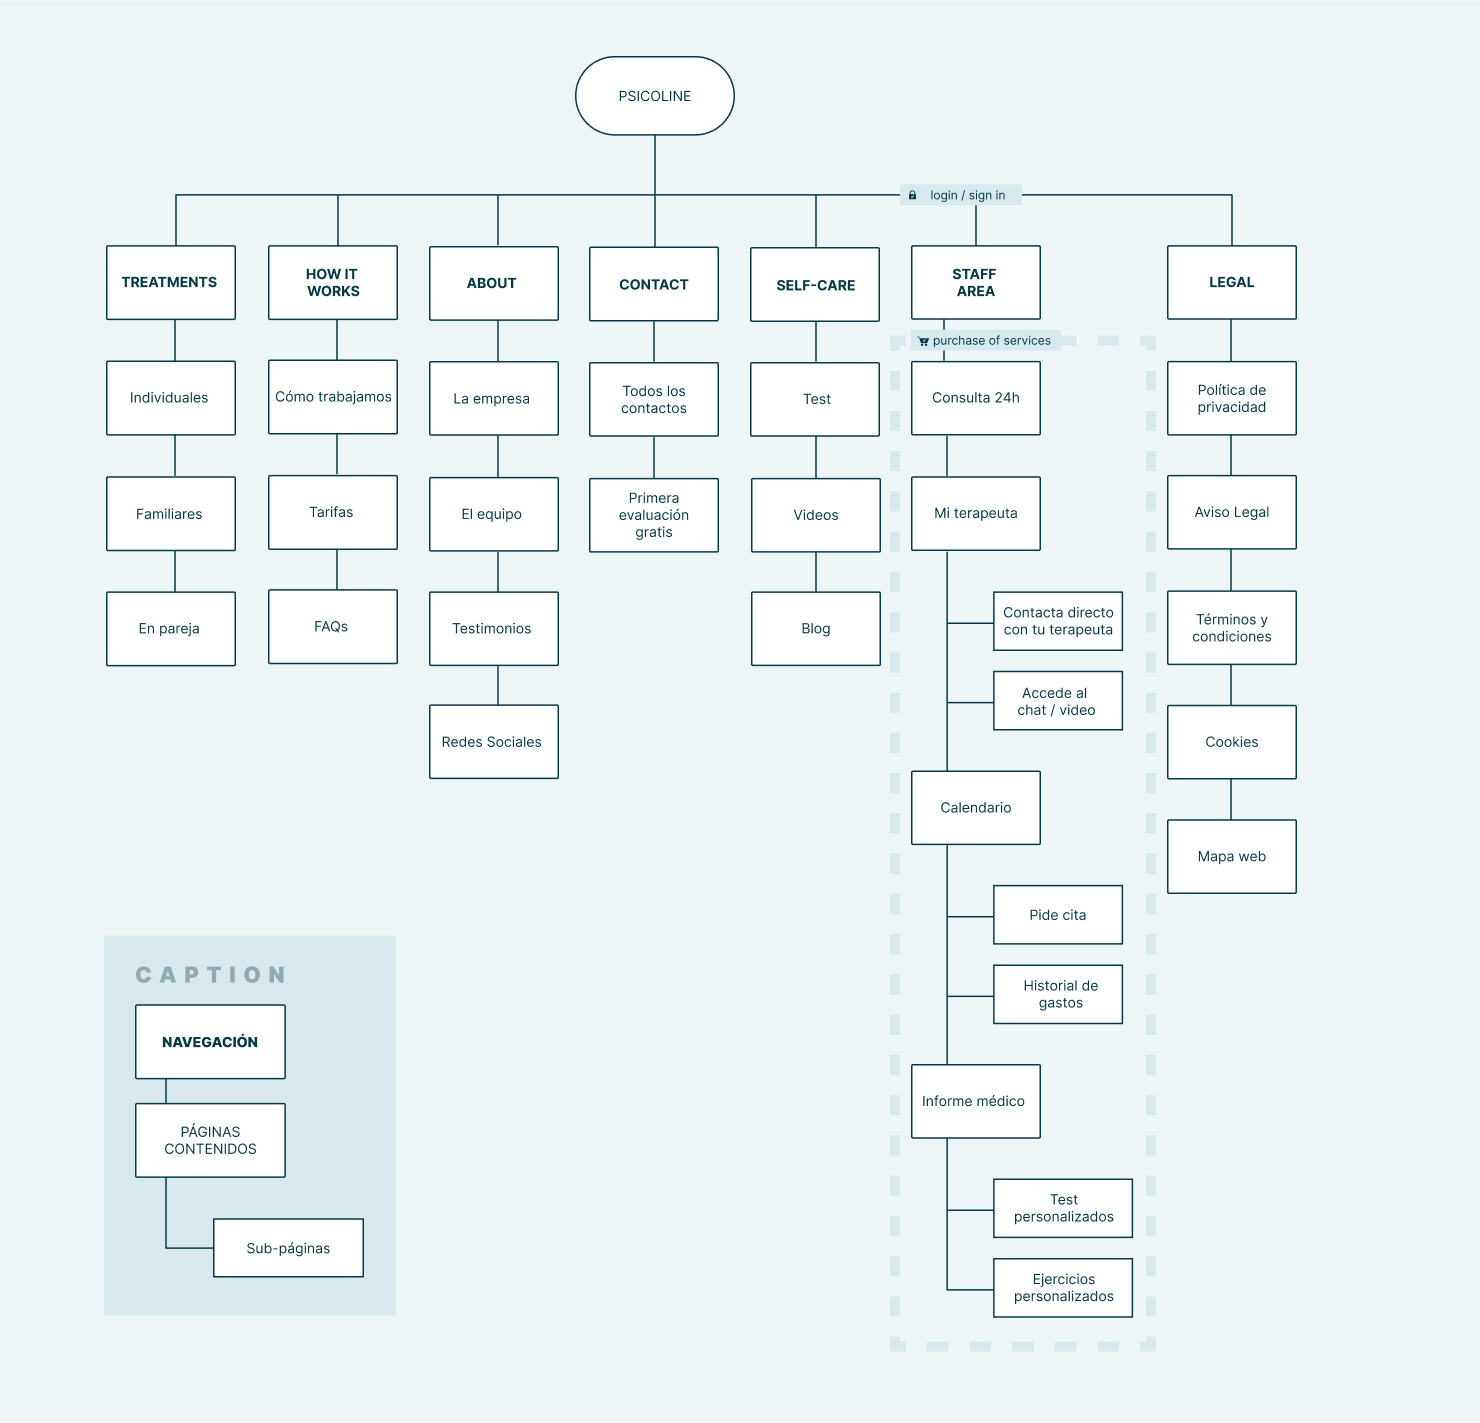 PSICOLINE
login / sign in
TREATMENTS
HOW IT
WORKS
ABOUT
CONTACT
SELF-CARE
STAFF
AREA
LEGAL
purchase of services
Individuales
Cómo trabajamos
La empresa
Todos los
contactos
Test
Consulta 24h
Política de
privacidad
Familiares
Tarifas
El equipo
Primera
evaluación
gratis
Videos
Mi terapeuta
Aviso Legal
En pareja
FAQs
Testimonios
Blog
Contacta directo
con tu terapeuta
Términos y
condiciones
Redes Sociales
Accede al
chat / video
Cookies
Calendario
Mapa web
Pide cita
Historial de
gastos
Informe médico
Test
personalizados
Ejercicios
personalizados
CAPTION
NAVEGACIÓN
PÁGINAS
CONTENIDOS
Sub-páginas